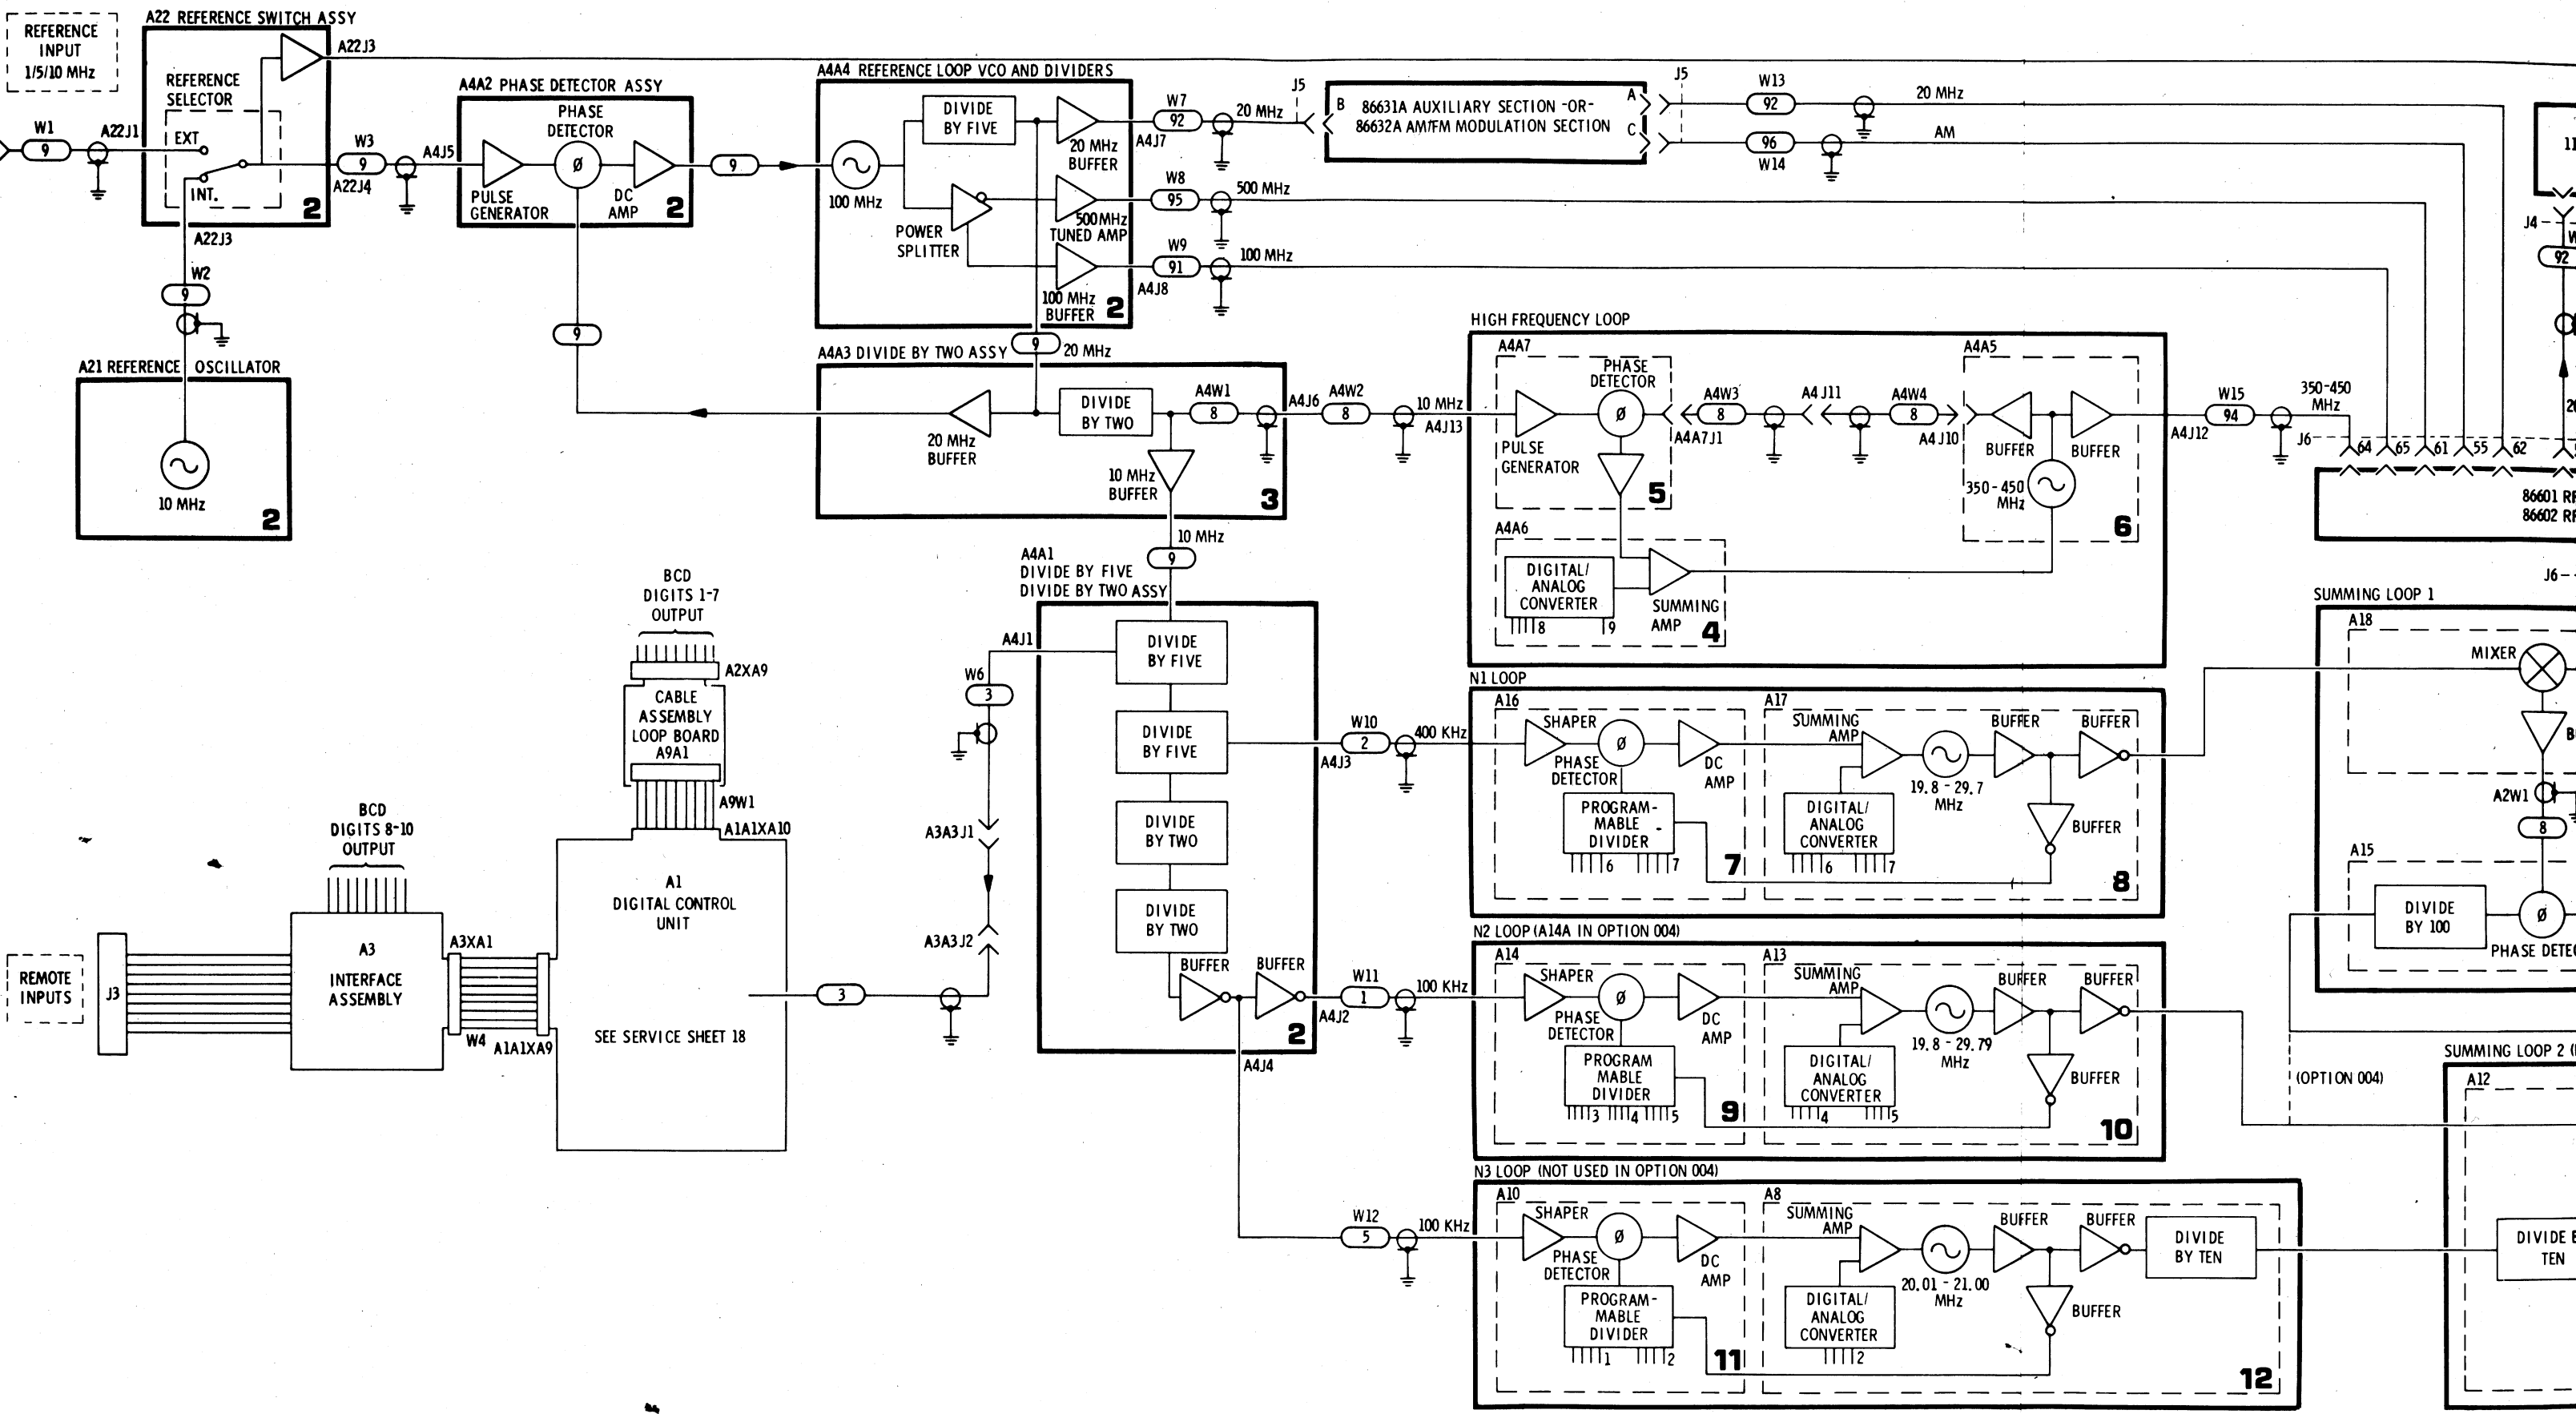 REFERENCE
INPUT
1/5/10 MHz
A22 REFERENCE SWITCH ASSY
A22J3
REFERENCE
SELECTOR
EXT
INT.
2
W1
9
A22J1
W3
9
A22J4
A22J3
W2
9
A21 REFERENCE OSCILLATOR
10 MHz
2
A4J5
A4A2 PHASE DETECTOR ASSY
PHASE
DETECTOR
Ø
PULSE
GENERATOR
DC
AMP
2
9
9
A4A4 REFERENCE LOOP VCO AND DIVIDERS
100 MHz
DIVIDE
BY FIVE
20 MHz
BUFFER
POWER
SPLITTER
500MHz
TUNED AMP
100 MHz
BUFFER
2
W7
92
A4J7
20 MHz
J5
W8
95
500 MHz
W9
91
A4J8
100 MHz
B
86631A AUXILIARY SECTION -OR-
86632A AM/FM MODULATION SECTION
A
C
J5
W13
92
20 MHz
96
W14
AM
J4
92
9
20 MHz
A4A3 DIVIDE BY TWO ASSY
20 MHz
BUFFER
DIVIDE
BY TWO
10 MHz
BUFFER
A4W1
8
3
A4J6
A4W2
8
10 MHz
A4J13
10 MHz
9
HIGH FREQUENCY LOOP
A4A7
PHASE
DETECTOR
Ø
PULSE
GENERATOR
5
A4W3
8
A4A7J1
A4J11
A4W4
8
A4J10
A4A5
BUFFER
BUFFER
350-450
MHz
6
A4A6
DIGITAL/
ANALOG
CONVERTER
8
9
SUMMING
AMP
4
A4J12
W15
94
350-450
MHz
J6
64
65
61
55
62
86601 RF
86602 RF
J6
BCD
DIGITS 1-7
OUTPUT
A2XA9
CABLE
ASSEMBLY
LOOP BOARD
A9A1
A9W1
A1A1XA10
BCD
DIGITS 8-10
OUTPUT
REMOTE
INPUTS
J3
A3
INTERFACE
ASSEMBLY
A3XA1
W4
A1A1XA9
A1
DIGITAL CONTROL
UNIT
SEE SERVICE SHEET 18
3
A4J1
W6
3
A3A3J1
A3A3J2
A4A1
DIVIDE BY FIVE
DIVIDE BY TWO ASSY
DIVIDE
BY FIVE
DIVIDE
BY FIVE
DIVIDE
BY TWO
DIVIDE
BY TWO
BUFFER
BUFFER
2
A4J4
W10
2
A4J3
400 KHz
W11
1
A4J2
100 KHz
W12
5
100 KHz
N1 LOOP
A16
SHAPER
Ø
PHASE
DETECTOR
DC
AMP
PROGRAM-
MABLE
DIVIDER
6
7
7
A17
SUMMING
AMP
DIGITAL/
ANALOG
CONVERTER
6
7
19.8 - 29.7
MHz
BUFFER
BUFFER
BUFFER
8
N2 LOOP (A14A IN OPTION 004)
A14
SHAPER
Ø
PHASE
DETECTOR
DC
AMP
PROGRAM
MABLE
DIVIDER
3
4
5
9
A13
SUMMING
AMP
DIGITAL/
ANALOG
CONVERTER
4
5
19.8 - 29.79
MHz
BUFFER
BUFFER
BUFFER
10
N3 LOOP (NOT USED IN OPTION 004)
A10
SHAPER
Ø
PHASE
DETECTOR
DC
AMP
PROGRAM-
MABLE
DIVIDER
1
2
11
A8
SUMMING
AMP
DIGITAL/
ANALOG
CONVERTER
2
20.01 - 21.00
MHz
BUFFER
BUFFER
BUFFER
DIVIDE
BY TEN
12
SUMMING LOOP 1
A18
MIXER
A2W1
8
A15
DIVIDE
BY 100
Ø
PHASE DETEC
(OPTION 004)
SUMMING LOOP 2 (
A12
DIVIDE
TEN